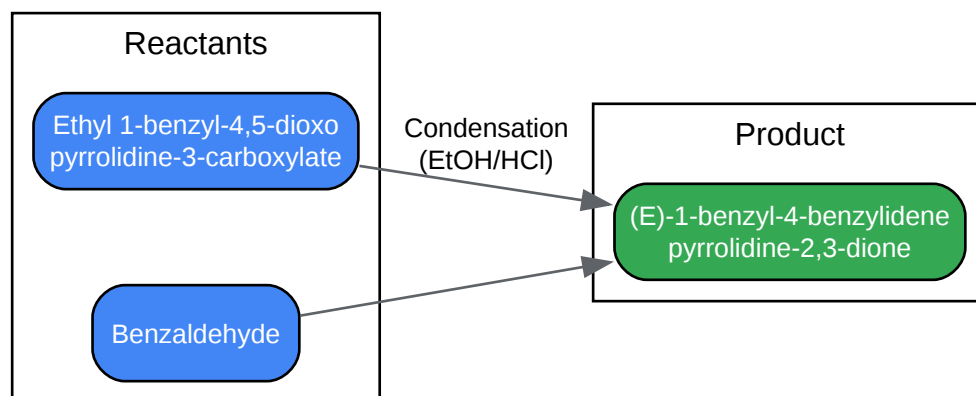 Reactants
Ethyl 1-benzyl-4,5-dioxo
pyrrolidine-3-carboxylate
Benzaldehyde
Condensation
(EtOH/HCl)
Product
(E)-1-benzyl-4-benzylidene
pyrrolidine-2,3-dione